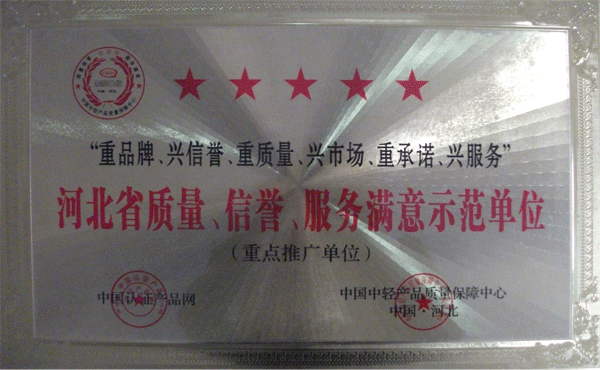 “重品牌、兴信誉、重质量、兴市场、重承诺、兴服务”
河北省质量、信誉、服务满意示范单位
（重点推广单位）
中国认证产品网
中国中轻产品质量保障中心
中国·河北